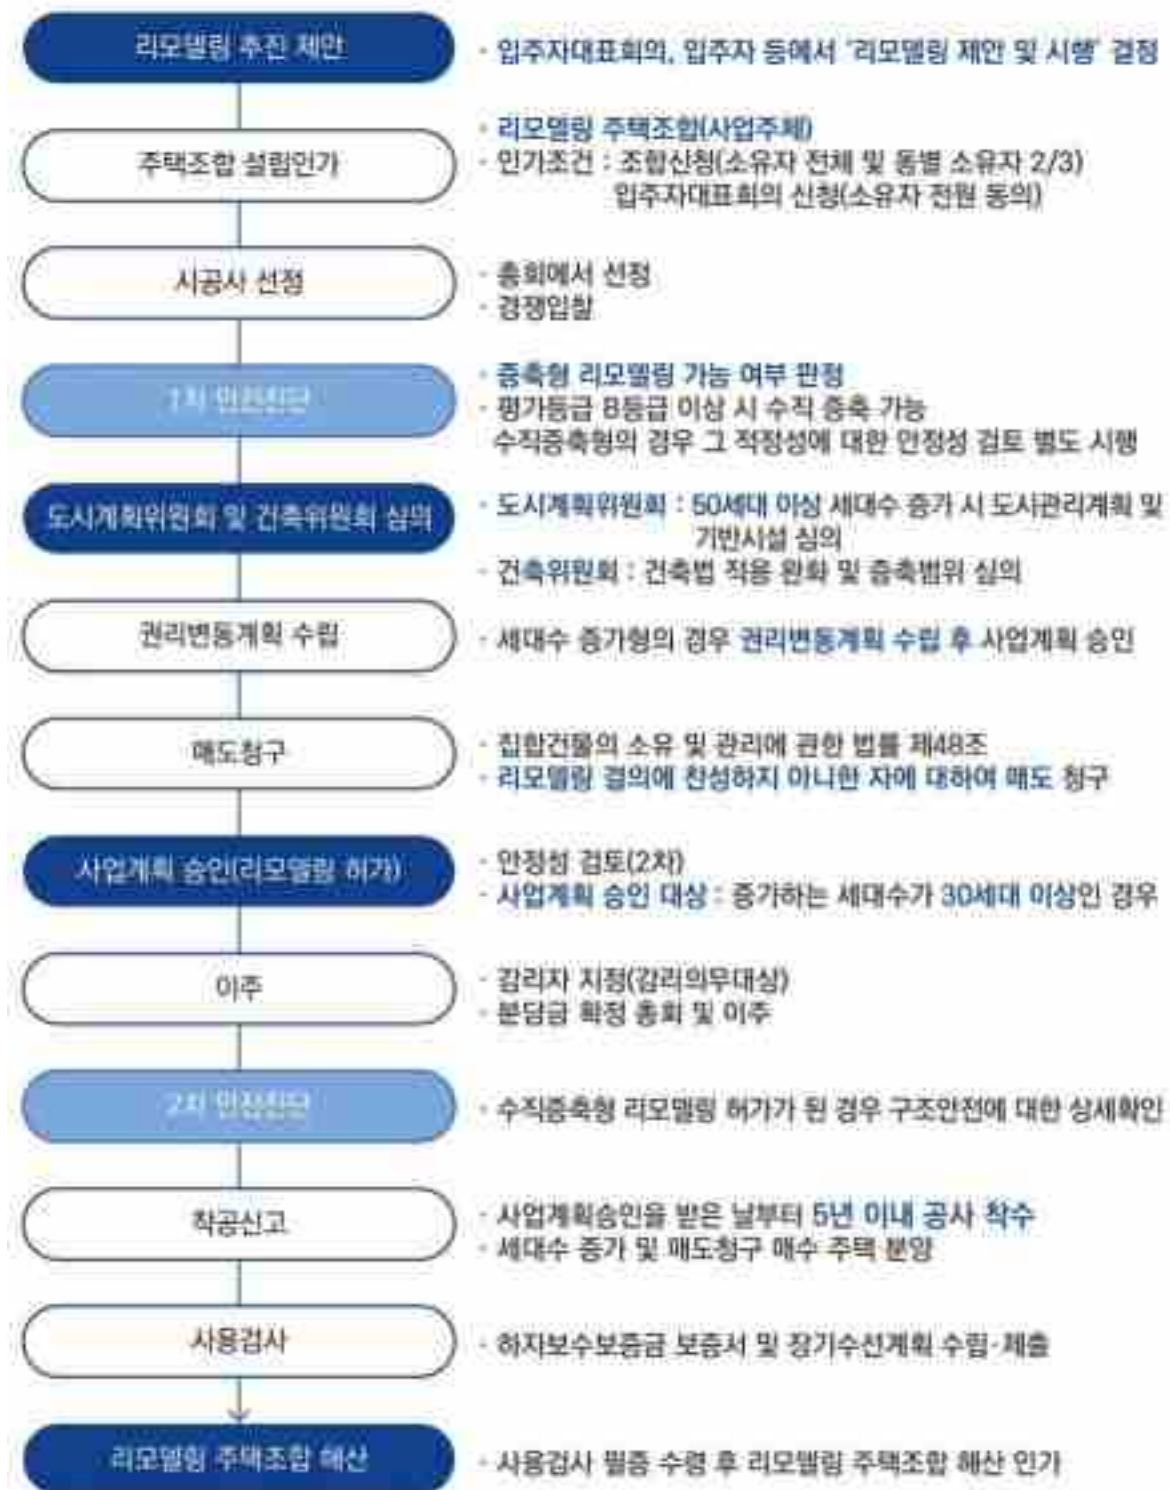 리모델링 추진 제안
· 입주자대표회의, 입주자 등에서 '리모델링 제안 및 시행' 결정
주택조합 설립인가
· 리모델링 주택조합(사업주체)
· 인가조건 : 조합신청(소유자 전체 및 동별 소유자 2/3)
입주자대표회의 신청(소유자 전원 동의)
시공사 선정
· 총회에서 선정
· 경쟁입찰
1차 안전진단
· 증축형 리모델링 가능 여부 판정
· 평가등급 B등급 이상 시 수직 증축 가능
수직증축형의 경우 그 적정성에 대한 안정성 검토 별도 시행
도시계획위원회 및 건축위원회 심의
· 도시계획위원회 : 50세대 이상 세대수 증가 시 도시관리계획 및
기반시설 심의
· 건축위원회 : 건축법 적용 완화 및 증축범위 심의
권리변동계획 수립
· 세대수 증가형의 경우 권리변동계획 수립 후 사업계획 승인
매도청구
· 집합건물의 소유 및 관리에 관한 법률 제48조
· 리모델링 결의에 찬성하지 아니한 자에 대하여 매도 청구
사업계획 승인(리모델링 허가)
· 안정성 검토(2차)
· 사업계획 승인 대상 : 증가하는 세대수가 30세대 이상인 경우
이주
· 감리자 지정(감리의무대상)
· 분담금 확정 총회 및 이주
2차 안전진단
· 수직증축형 리모델링 허가가 된 경우 구조안전에 대한 상세확인
착공신고
· 사업계획승인을 받은 날부터 5년 이내 공사 착수
· 세대수 증가 및 매도청구 매수 주택 분양
사용검사
· 하자보수보증금 보증서 및 장기수선계획 수립·제출
리모델링 주택조합 해산
· 사용검사 필증 수령 후 리모델링 주택조합 해산 인가